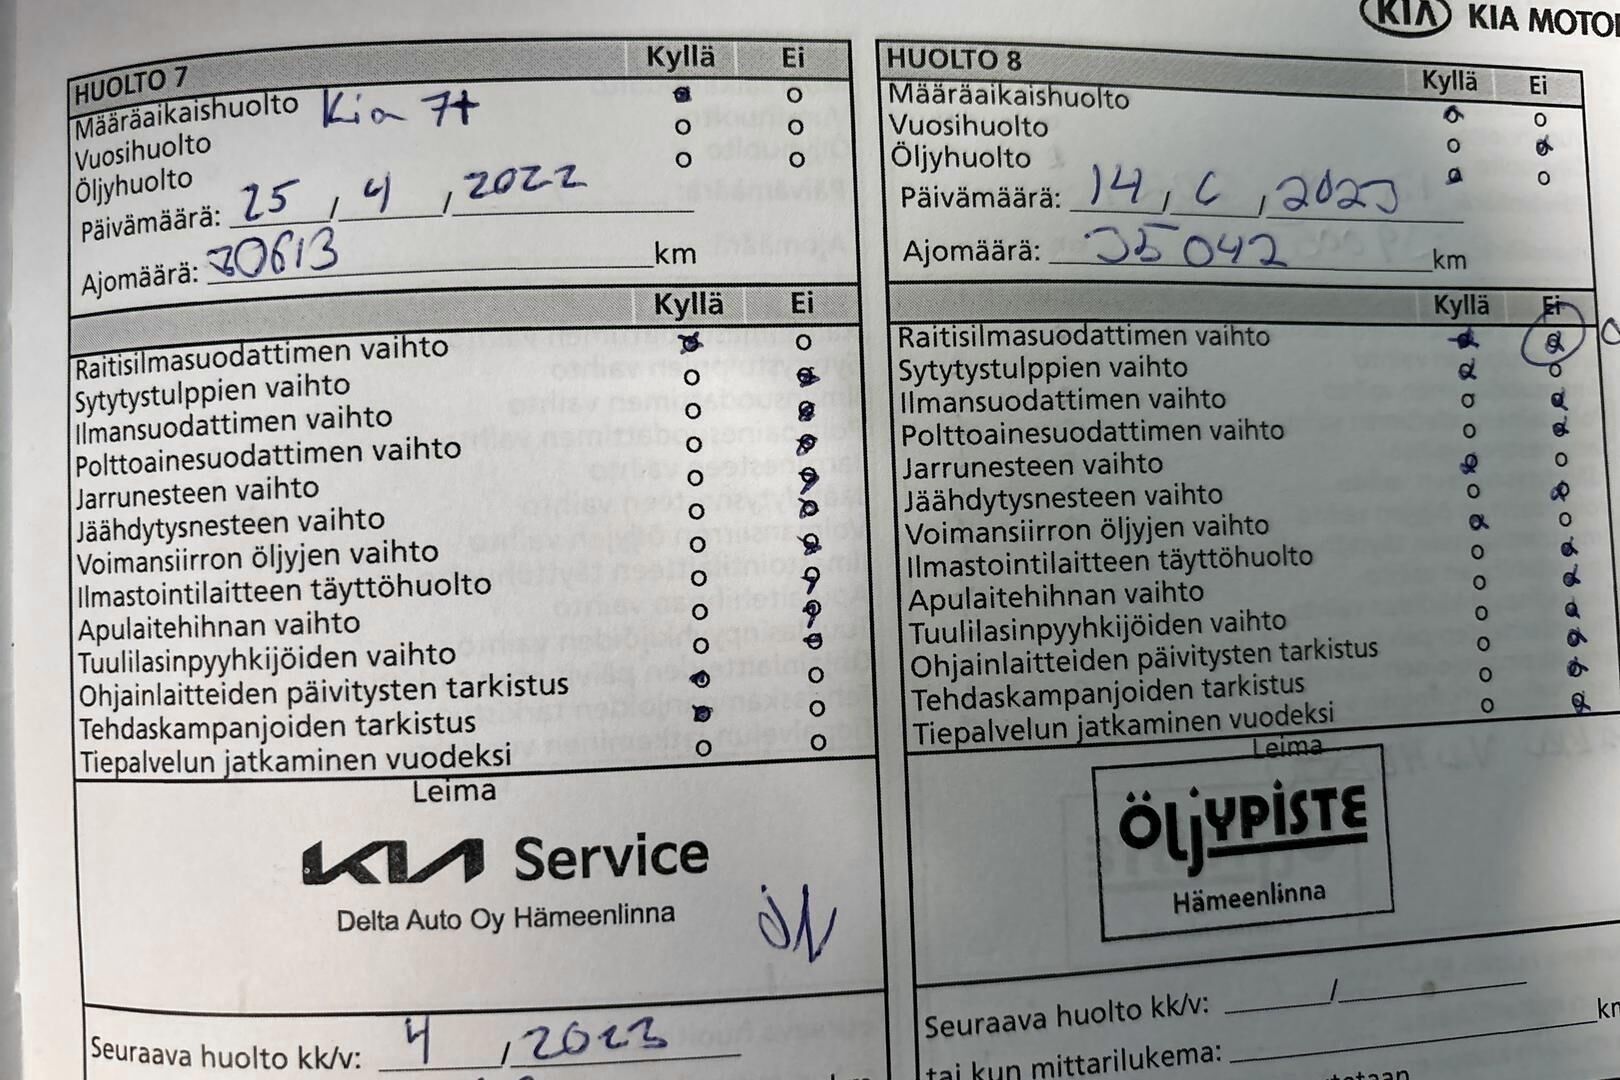 KIA KIA MOTO
HUOLTO 7 Kyllä Ei
Määräaikaishuolto Kia 7+
Vuosihuolto
Öljyhuolto
Päivämäärä: 25 / 4 , 2022
Ajomäärä: 30613 km
Kyllä Ei
Raitisilmasuodattimen vaihto
Sytytystulppien vaihto
Ilmansuodattimen vaihto
Polttoainesuodattimen vaihto
Jarrunesteen vaihto
Jäähdytysnesteen vaihto
Voimansiirron öljyjen vaihto
Ilmastointilaitteen täyttöhuolto
Apulaitehihnan vaihto
Tuulilasinpyyhkijöiden vaihto
Ohjainlaitteiden päivitysten tarkistus
Tehdaskampanjoiden tarkistus
Tiepalvelun jatkaminen vuodeksi
Leima
KIA Service
Delta Auto Oy Hämeenlinna
Seuraava huolto kk/v: 4 , 2023
HUOLTO 8 Kyllä Ei
Määräaikaishuolto
Vuosihuolto
Öljyhuolto
Päivämäärä: 14 , 6 , 2023
Ajomäärä: 35 042 km
Kyllä Ei
Raitisilmasuodattimen vaihto
Sytytystulppien vaihto
Ilmansuodattimen vaihto
Polttoainesuodattimen vaihto
Jarrunesteen vaihto
Jäähdytysnesteen vaihto
Voimansiirron öljyjen vaihto
Ilmastointilaitteen täyttöhuolto
Apulaitehihnan vaihto
Tuulilasinpyyhkijöiden vaihto
Ohjainlaitteiden päivitysten tarkistus
Tehdaskampanjoiden tarkistus
Tiepalvelun jatkaminen vuodeksi
Leima
ÖLJYPISTE
Hämeenlinna
Seuraava huolto kk/v: /
tai kun mittarilukema: km